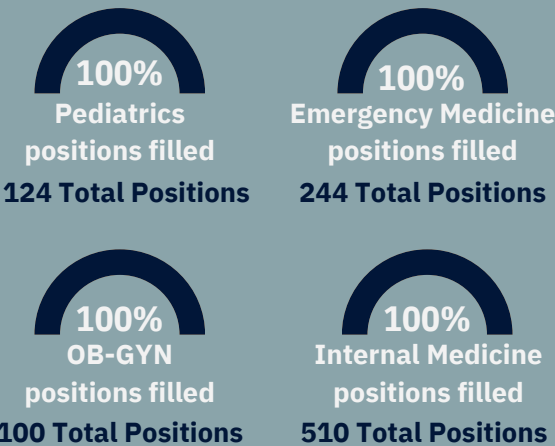 100%
Pediatrics
positions filled
124 Total Positions
100%
Emergency Medicine
positions filled
244 Total Positions
100%
OB-GYN
positions filled
100 Total Positions
100%
Internal Medicine
positions filled
510 Total Positions